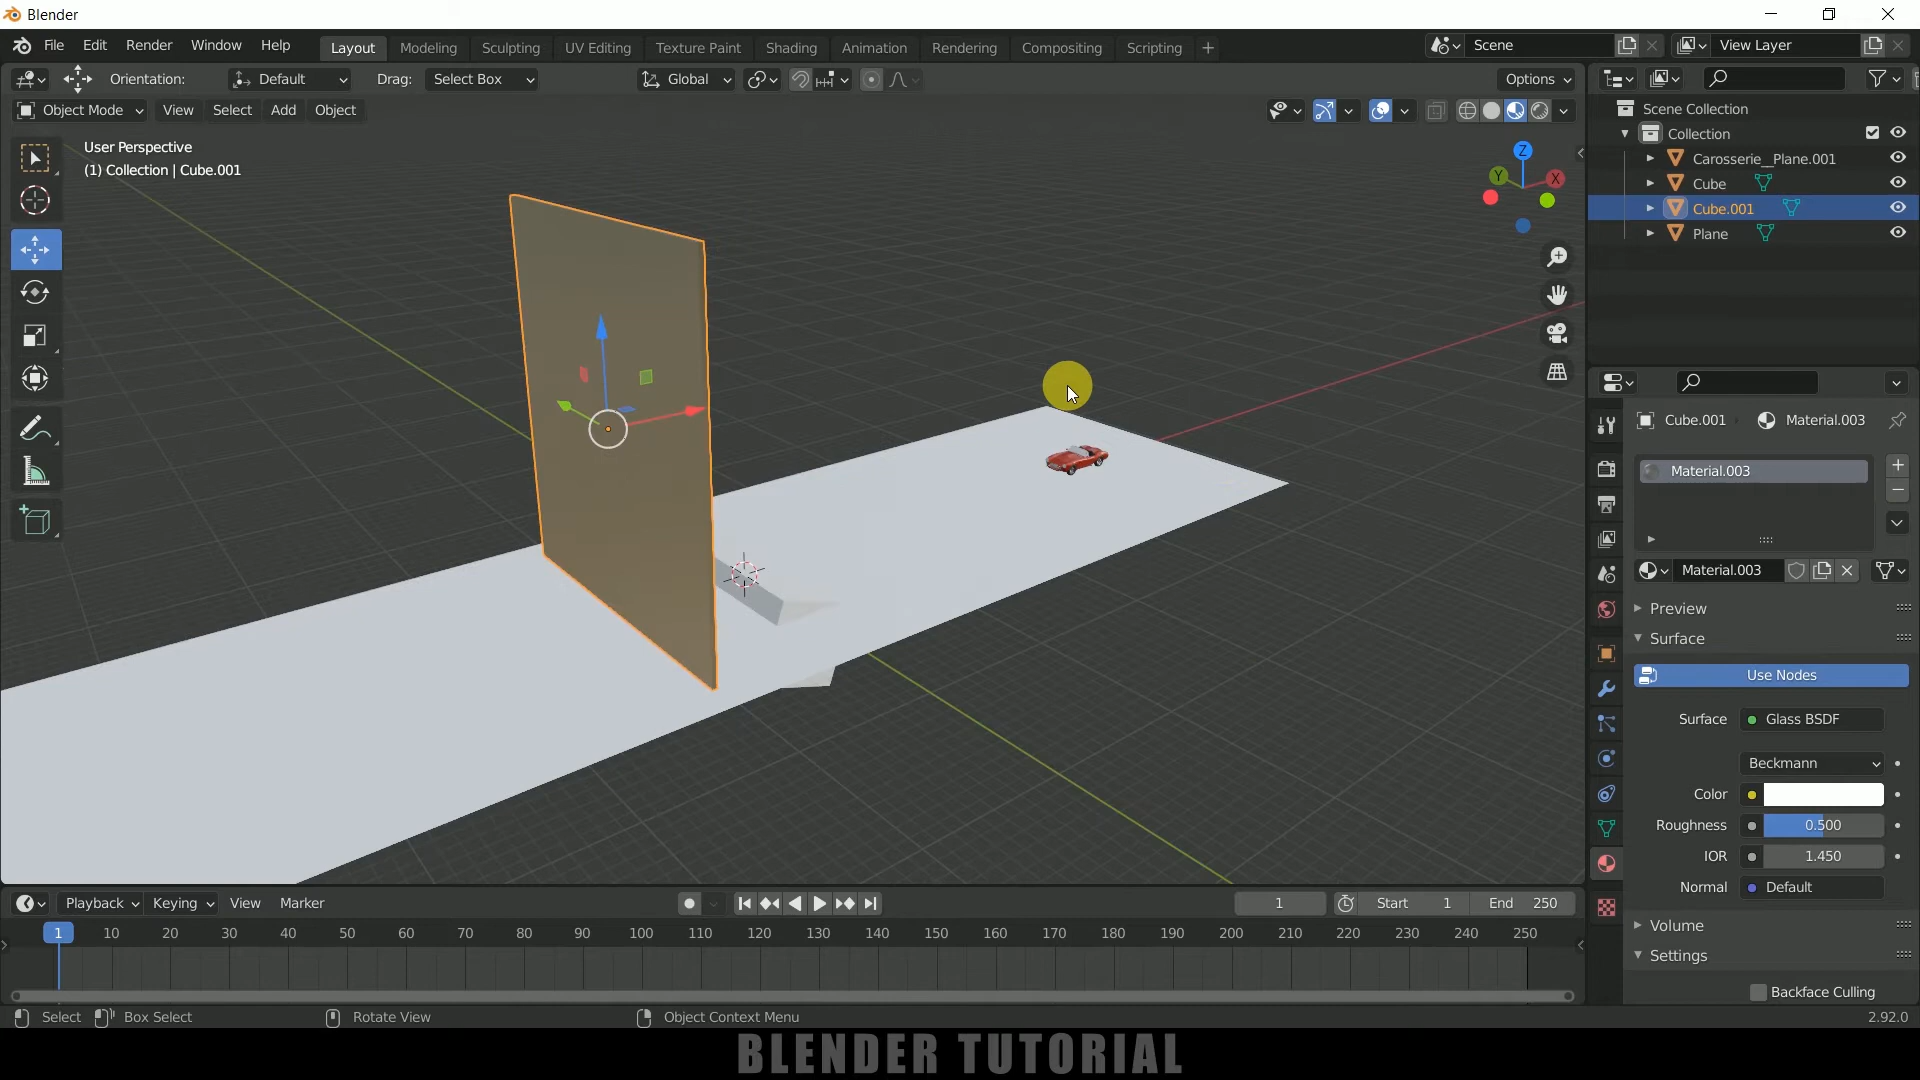 Blender
File Edit Render Window Help Layout Modeling Sculpting UV Editing Texture Paint Shading Animation Rendering Compositing Scripting + Scene View Layer
Orientation: Default Drag: Select Box Global Options
Object Mode View Select Add Object
User Perspective
(1) Collection | Cube.001
Z
Y
X
Scene Collection
Collection
Carosserie__Plane.001
Cube
Cube.001
Plane
Cube.001 Material.003
Material.003
Material.003
Preview
Surface
Use Nodes
Surface Glass BSDF
Beckmann
Color
Roughness 0.500
IOR 1.450
Normal Default
Volume
Settings
Backface Culling
Playback Keying View Marker 1 Start 1 End 250
1 10 20 30 40 50 60 70 80 90 100 110 120 130 140 150 160 170 180 190 200 210 220 230 240 250
Select Box Select Rotate View Object Context Menu 2.92.0
BLENDER TUTORIAL